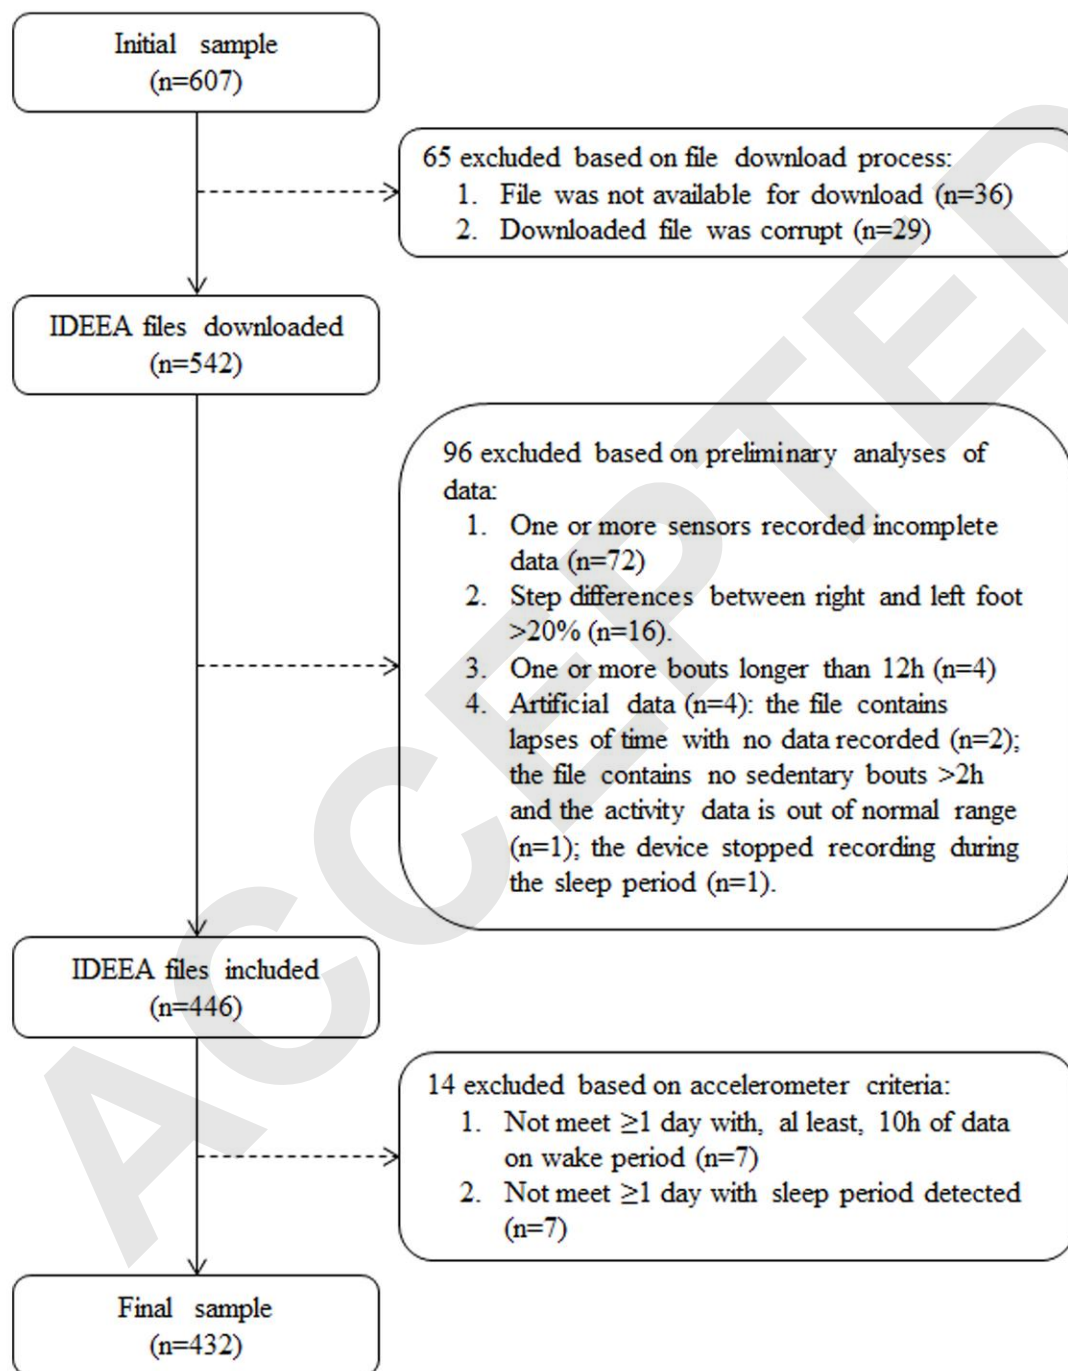 Initial sample
(n=607)
65 excluded based on file download process:
1. File was not available for download (n=36)
2. Downloaded file was corrupt (n=29)
IDEEA files downloaded
(n=542)
96 excluded based on preliminary analyses of
data:
1. One or more sensors recorded incomplete
data (n=72)
2. Step differences between right and left foot
>20% (n=16).
3. One or more bouts longer than 12h (n=4)
4. Artificial data (n=4): the file contains
lapses of time with no data recorded (n=2);
the file contains no sedentary bouts >2h
and the activity data is out of normal range
(n=1); the device stopped recording during
the sleep period (n=1).
IDEEA files included
(n=446)
14 excluded based on accelerometer criteria:
1. Not meet ≥1 day with, al least, 10h of data
on wake period (n=7)
2. Not meet ≥1 day with sleep period detected
(n=7)
Final sample
(n=432)
ACCEPTED